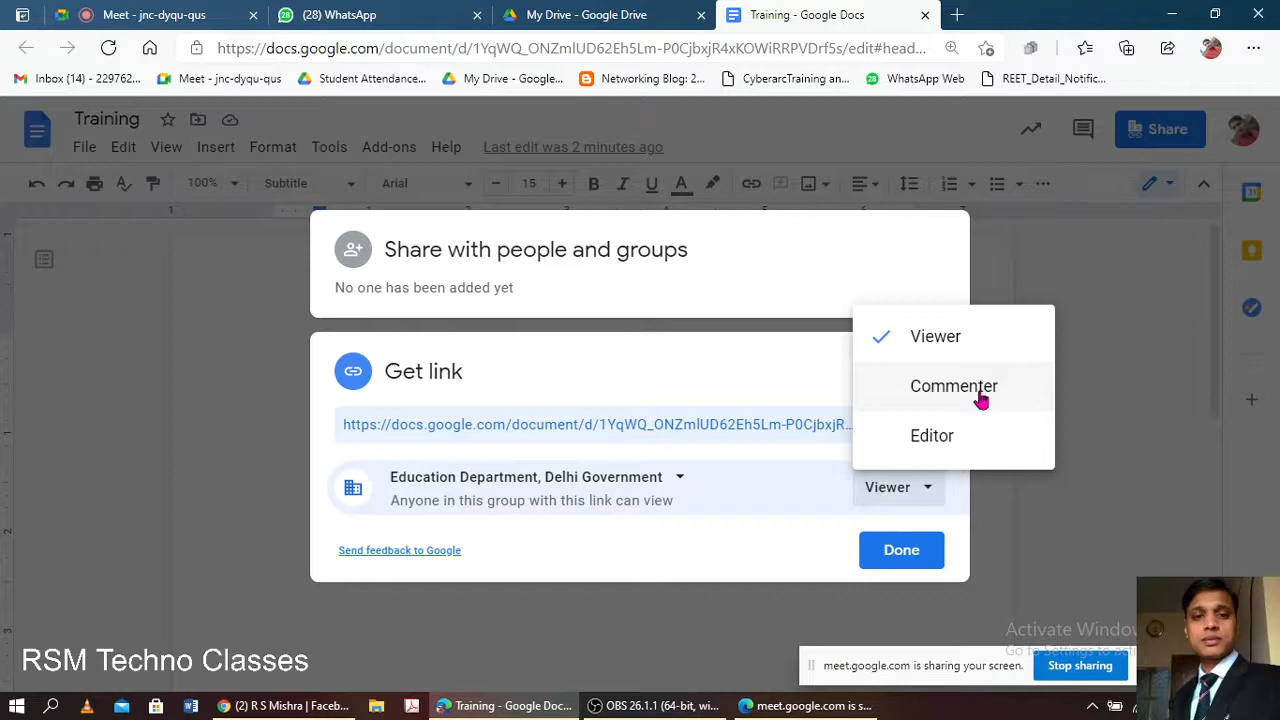 Meet - jnc-dyqu-qus
(28) WhatsApp
My Drive - Google Drive
Training - Google Docs
https://docs.google.com/document/d/1YqWQ_ONZmlUD62Eh5Lm-P0CjbxjR4xKOWiRRPVDrf5s/edit#head...
Inbox (14) - 229762...
Meet - jnc-dyqu-qus
Student Attendance...
My Drive - Google...
Networking Blog: 2...
CyberarcTraining an...
WhatsApp Web
REET_Detail_Notific...
Training
Share
File Edit View Insert Format Tools Add-ons Help Last edit was 2 minutes ago
100% Subtitle Arial 15 B I U A
Share with people and groups
No one has been added yet
Viewer
Get link
Commenter
https://docs.google.com/document/d/1YqWQ_ONZmlUD62Eh5Lm-P0CjbxjR...
Editor
Education Department, Delhi Government
Viewer
Anyone in this group with this link can view
Send feedback to Google
Done
Activate Window
Go to Settings to acti
RSM Techno Classes
meet.google.com is sharing your screen.
Stop sharing
(2) R S Mishra | Faceb...
Training - Google Doc...
OBS 26.1.1 (64-bit, wi...
meet.google.com is s...